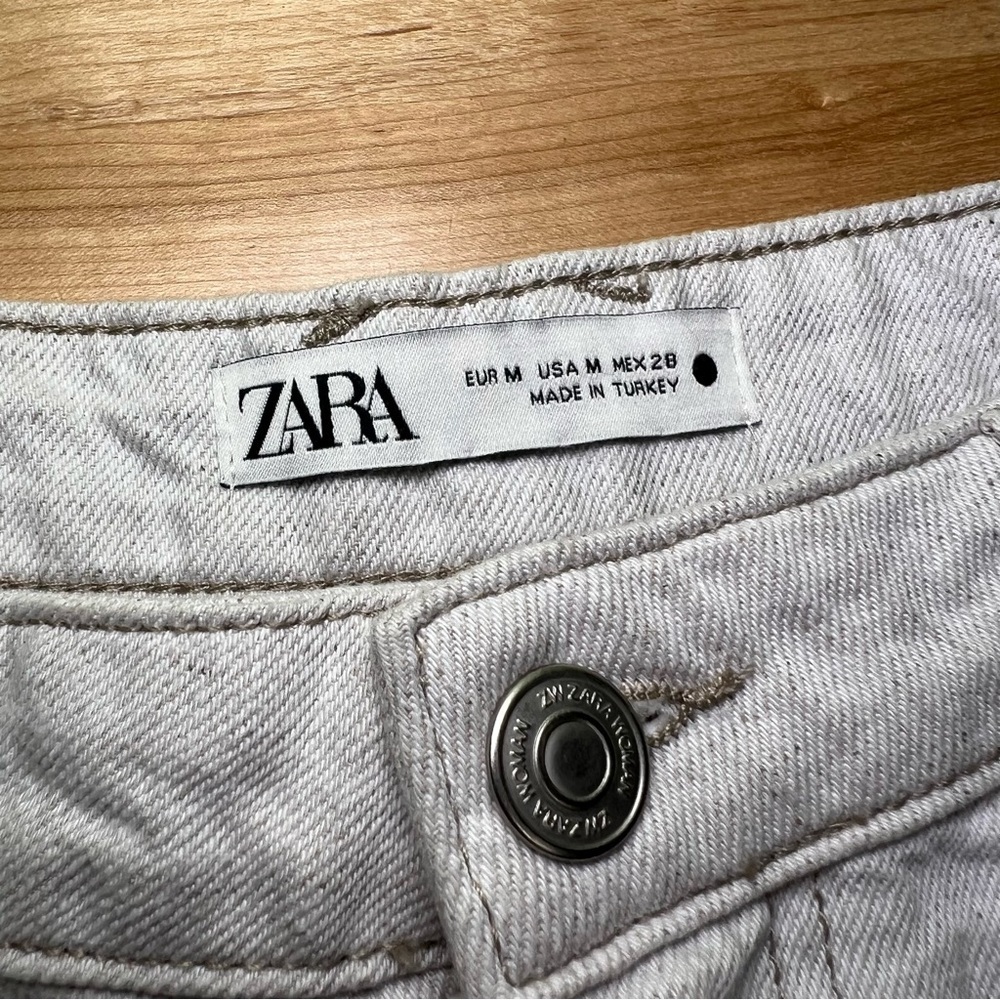 ZARA
EUR M USA M MEX 28
MADE IN TURKEY
ZW ZARA WOMAN
ZW ZARA WOMAN